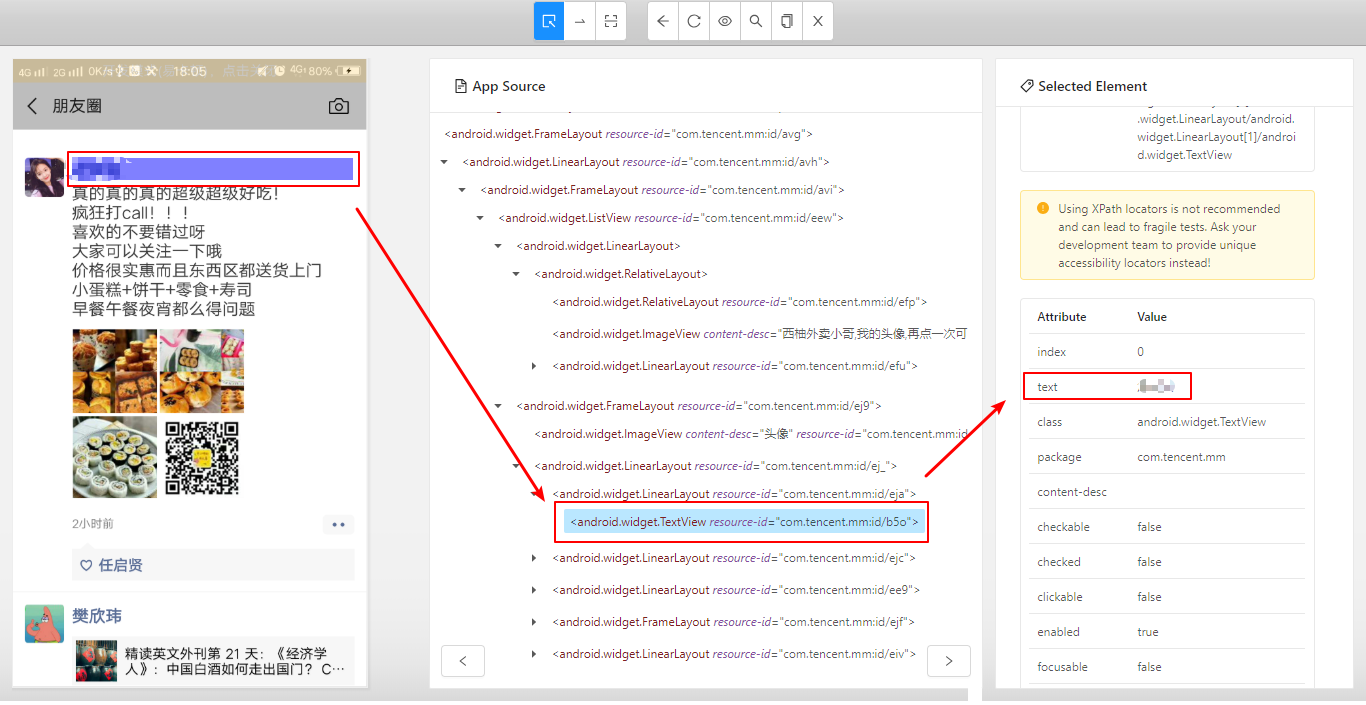 4G 2G 0K/s 18:05 4G 80%
朋友圈
真的真的真的超级超级好吃!
疯狂打call!!!
喜欢的不要错过呀
大家可以关注一下哦
价格很实惠而且东西区都送货上门
小蛋糕+饼干+零食+寿司
早餐午餐夜宵都么得问题
2小时前
任启贤
樊欣玮
精读英文外刊第 21 天:《经济学
人》:中国白酒如何走出国门? C…
App Source
<android.widget.FrameLayout resource-id="com.tencent.mm:id/avg">
<android.widget.LinearLayout resource-id="com.tencent.mm:id/avh">
<android.widget.FrameLayout resource-id="com.tencent.mm:id/avi">
<android.widget.ListView resource-id="com.tencent.mm:id/eew">
<android.widget.LinearLayout>
<android.widget.RelativeLayout>
<android.widget.RelativeLayout resource-id="com.tencent.mm:id/efp">
<android.widget.ImageView content-desc="西柚外卖小哥,我的头像,再点一次可
<android.widget.LinearLayout resource-id="com.tencent.mm:id/efu">
<android.widget.FrameLayout resource-id="com.tencent.mm:id/ej9">
<android.widget.ImageView content-desc="头像" resource-id="com.tencent.mm:id
<android.widget.LinearLayout resource-id="com.tencent.mm:id/ej_">
<android.widget.LinearLayout resource-id="com.tencent.mm:id/eja">
<android.widget.TextView resource-id="com.tencent.mm:id/b5o">
<android.widget.LinearLayout resource-id="com.tencent.mm:id/ejc">
<android.widget.LinearLayout resource-id="com.tencent.mm:id/ee9">
<android.widget.FrameLayout resource-id="com.tencent.mm:id/ejf">
<android.widget.LinearLayout resource-id="com.tencent.mm:id/eiv">
Selected Element
.widget.LinearLayout/android.
widget.LinearLayout[1]/androi
d.widget.TextView
Using XPath locators is not recommended
and can lead to fragile tests. Ask your
development team to provide unique
accessibility locators instead!
Attribute Value
index 0
text
class android.widget.TextView
package com.tencent.mm
content-desc
checkable false
checked false
clickable false
enabled true
focusable false